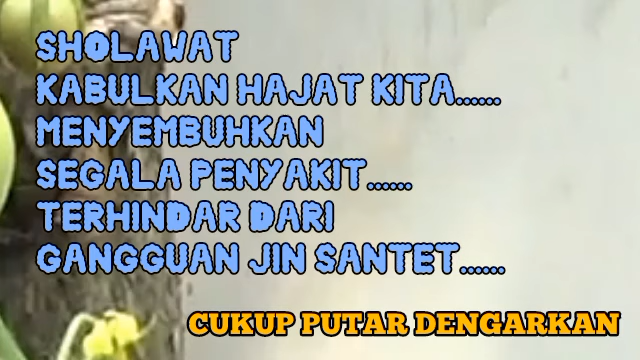 SHOLAWAT
KABULKAN HAJAT KITA......
MENYEMBUHKAN
SEGALA PENYAKIT......
TERHINDAR DARI
GANGGUAN JIN SANTET......
CUKUP PUTAR DENGARKAN